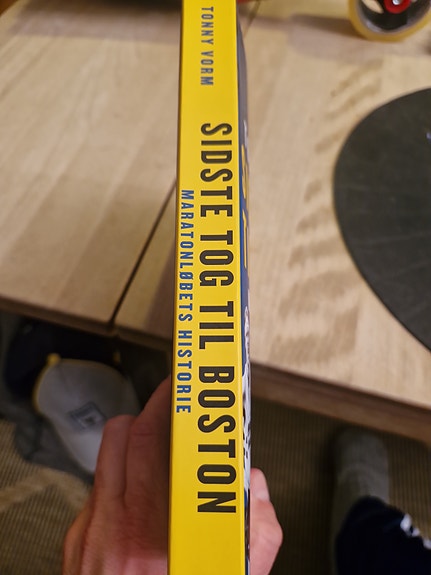 TONNY VORM
SIDSTE TOG TIL BOSTON
MARATONLØBETS HISTORIE